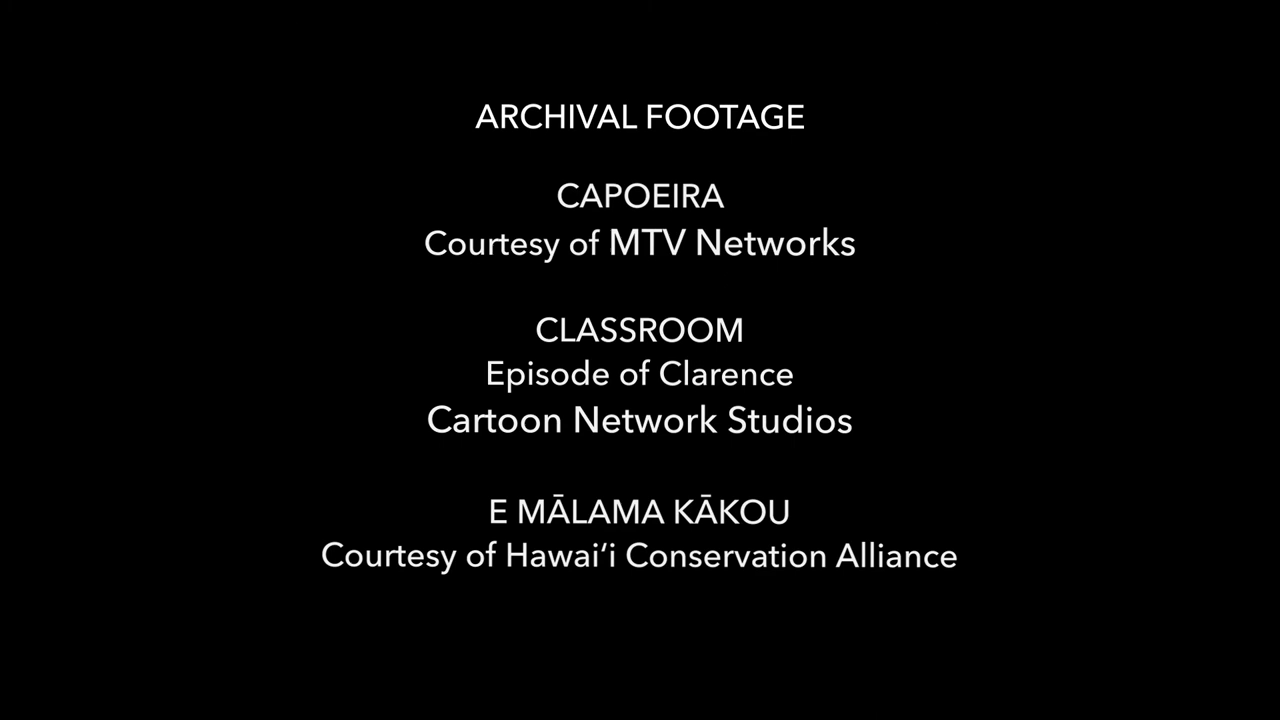 ARCHIVAL FOOTAGE
CAPOEIRA
Courtesy of MTV Networks
CLASSROOM
Episode of Clarence
Cartoon Network Studios
E MĀLAMA KĀKOU
Courtesy of Hawai‘i Conservation Alliance